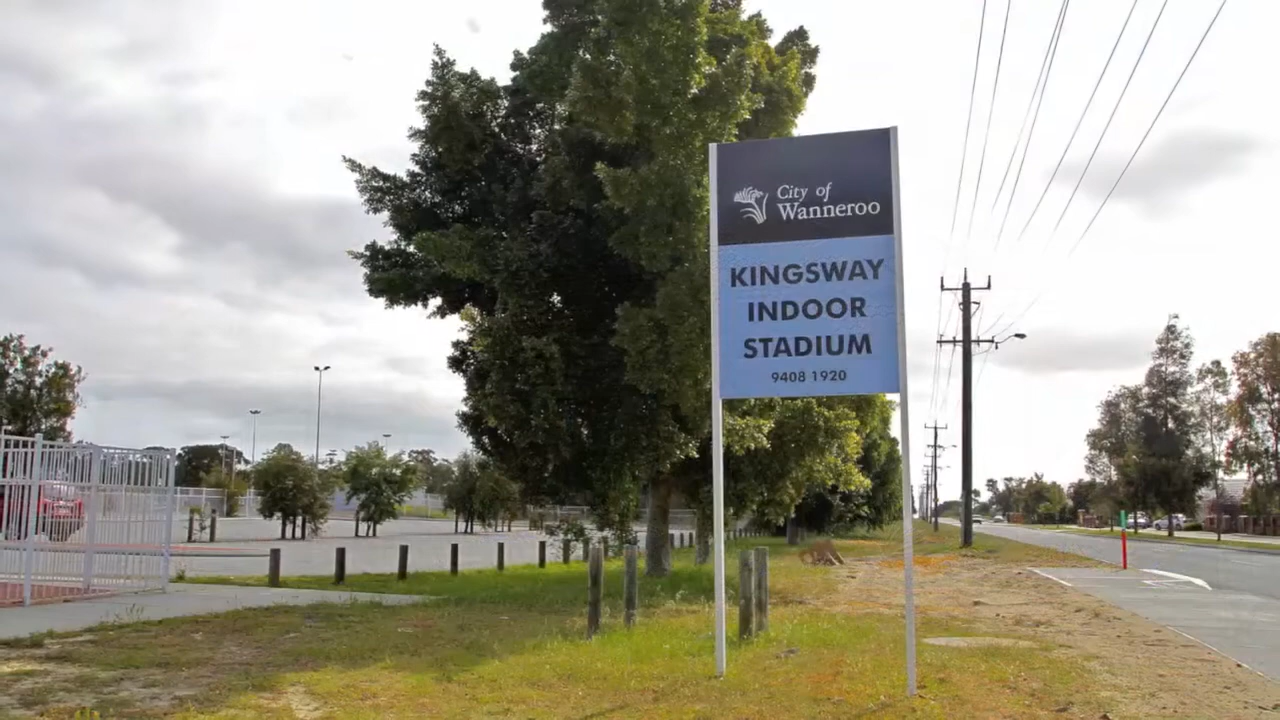 City of
Wanneroo
KINGSWAY
INDOOR
STADIUM
9408 1920